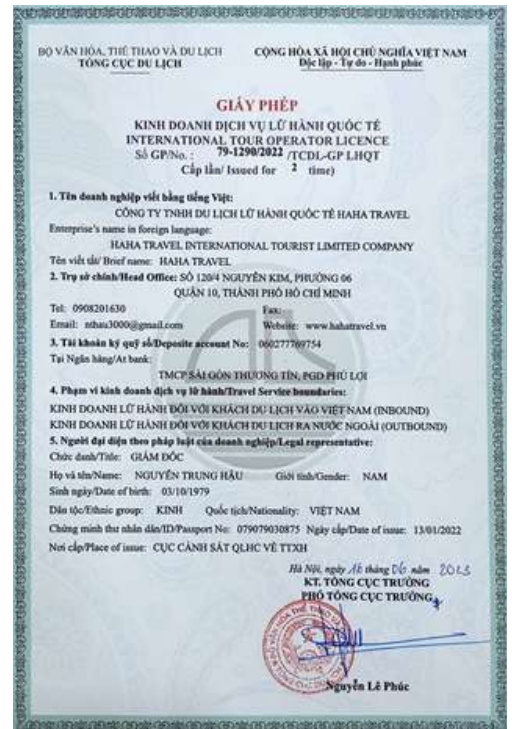 BỘ VĂN HÓA, THỂ THAO VÀ DU LỊCH
TỔNG CỤC DU LỊCH
CỘNG HÒA XÃ HỘI CHỦ NGHĨA VIỆT NAM
Độc lập - Tự do - Hạnh phúc
GIẤY PHÉP
KINH DOANH DỊCH VỤ LỮ HÀNH QUỐC TẾ
INTERNATIONAL TOUR OPERATOR LICENCE
Số GP/No. : 79-1290/2022 /TCDL-GP LHQT
Cấp lần/ Issued for 2 time)
1. Tên doanh nghiệp viết bằng tiếng Việt:
CÔNG TY TNHH DU LỊCH LỮ HÀNH QUỐC TẾ HAHA TRAVEL
Enterprise's name in foreign language:
HAHA TRAVEL INTERNATIONAL TOURIST LIMITED COMPANY
Tên viết tắt/ Brief name: HAHA TRAVEL
2. Trụ sở chính/Head Office: SỐ 120/4 NGUYỄN KIM, PHƯỜNG 06
QUẬN 10, THÀNH PHỐ HỒ CHÍ MINH
Tel: 0908201630 Fax:
Email: nthau3000@gmail.com Website: www.hahatravel.vn
3. Tài khoản ký quỹ số/Deposite account No: 060277769754
Tại Ngân hàng/At bank:
TMCP SÀI GÒN THƯƠNG TÍN, PGD PHÚ LỢI
4. Phạm vi kinh doanh dịch vụ lữ hành/Travel Service boundaries:
KINH DOANH LỮ HÀNH ĐỐI VỚI KHÁCH DU LỊCH VÀO VIỆT NAM (INBOUND)
KINH DOANH LỮ HÀNH ĐỐI VỚI KHÁCH DU LỊCH RA NƯỚC NGOÀI (OUTBOUND)
5. Người đại diện theo pháp luật của doanh nghiệp/Legal representative:
Chức danh/Title: GIÁM ĐỐC
Họ và tên/Name: NGUYỄN TRUNG HẬU Giới tính/Gender: NAM
Sinh ngày/Date of birth: 03/10/1979
Dân tộc/Ethnic group: KINH Quốc tịch/Nationality: VIỆT NAM
Chứng minh thư nhân dân/ID/Passport No: 079079030875 Ngày cấp/Date of issue: 13/01/2022
Nơi cấp/Place of issue: CỤC CẢNH SÁT QLHC VỀ TTXH
Hà Nội, ngày 16 tháng 06 năm 2023
KT. TỔNG CỤC TRƯỞNG
PHÓ TỔNG CỤC TRƯỞNG
Nguyễn Lê Phúc